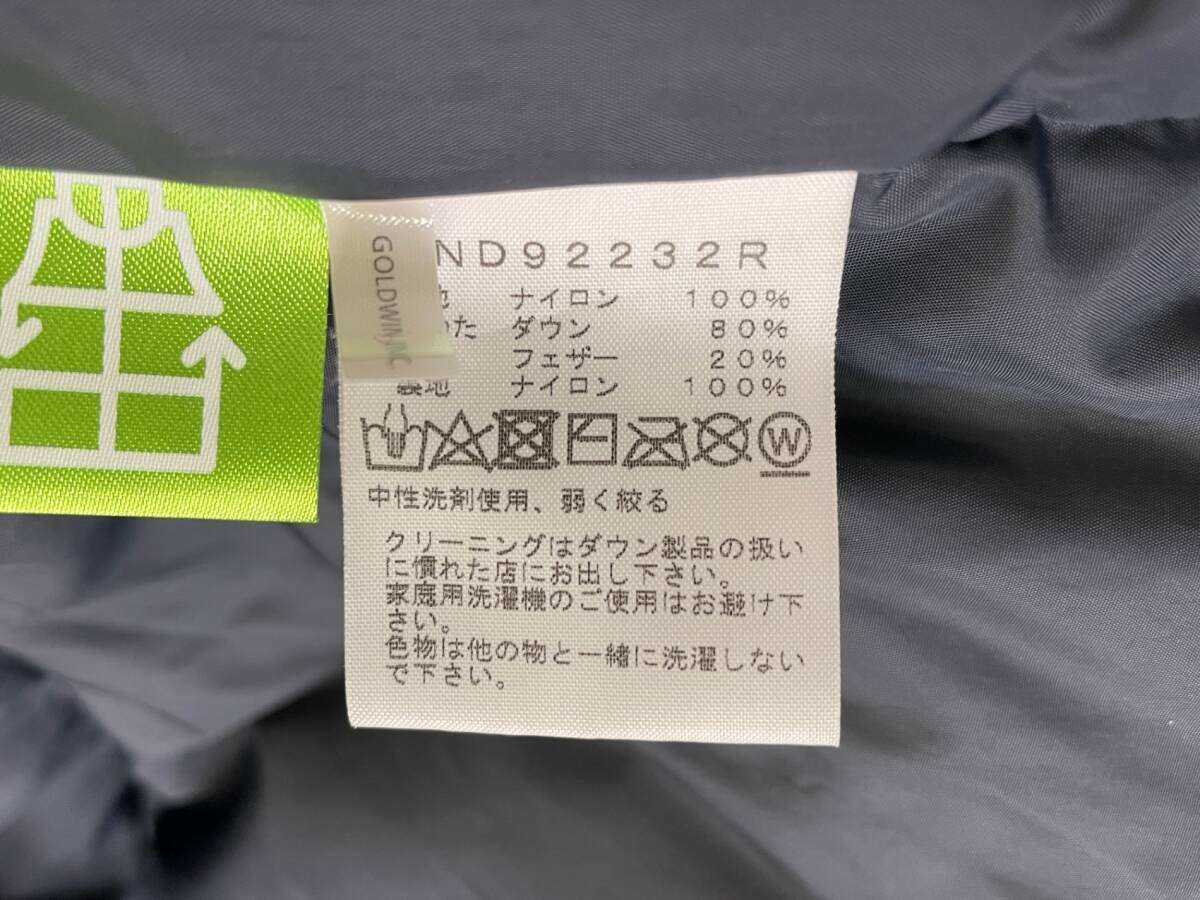 GOLDWIN INC
ND92232R
地 ナイロン 100%
わた ダウン 80%
フェザー 20%
裏地 ナイロン 100%
W
中性洗剤使用、弱く絞る
クリーニングはダウン製品の扱い
に慣れた店にお出し下さい。
家庭用洗濯機のご使用はお避け下
さい。
色物は他の物と一緒に洗濯しない
で下さい。